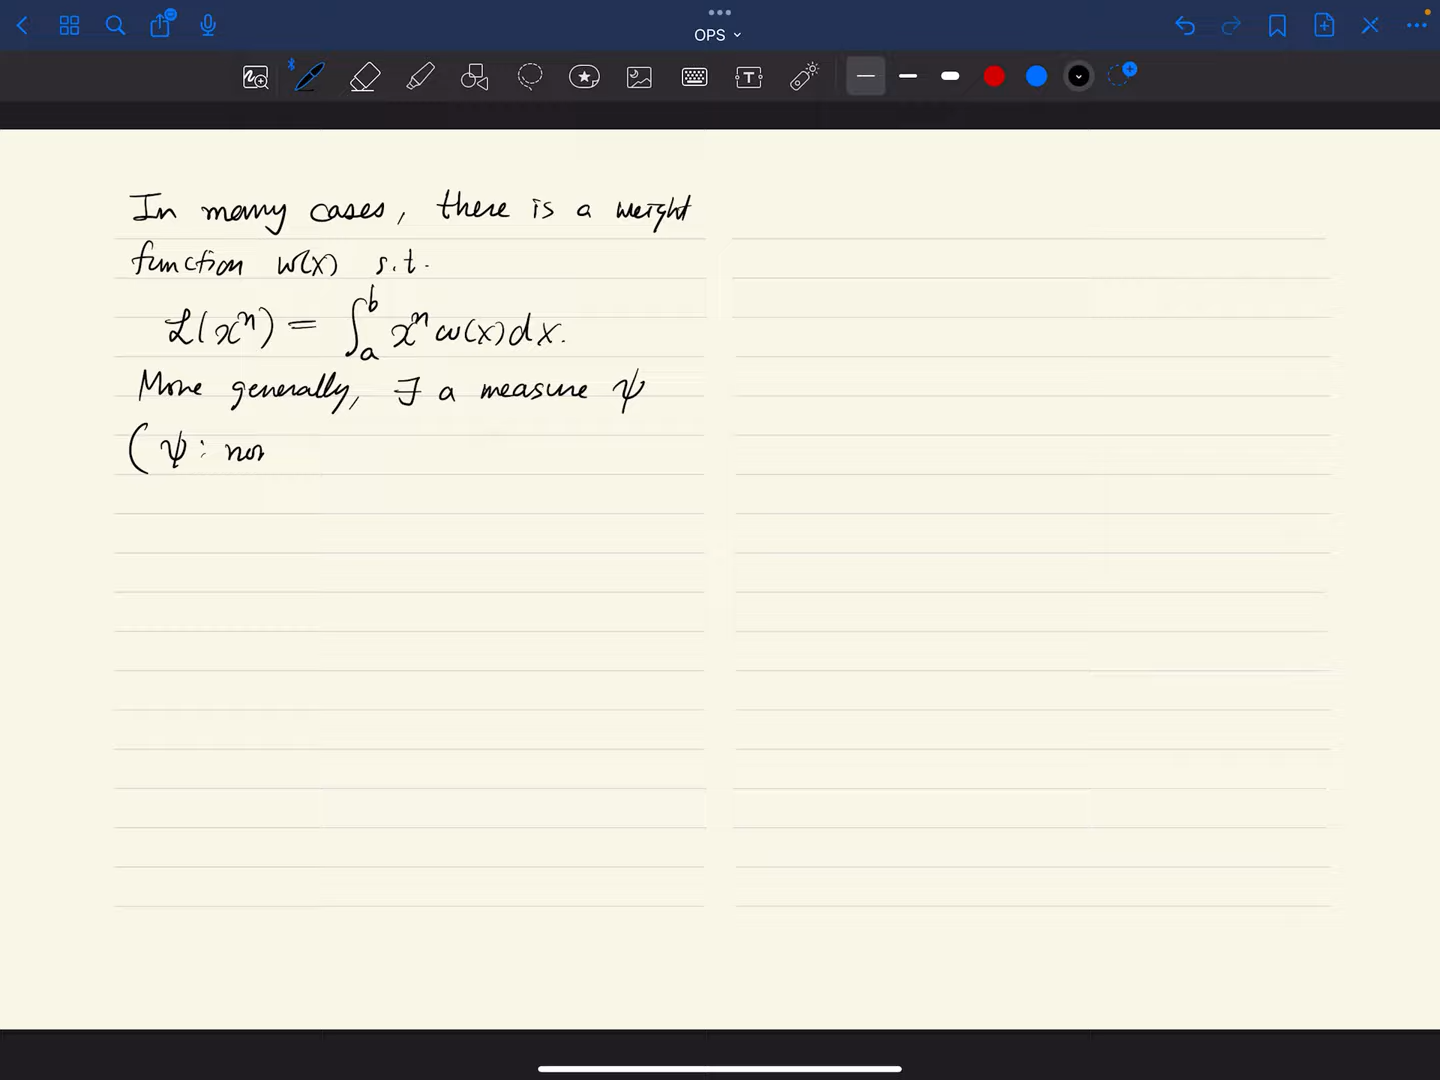 OPS
T
In many cases, there is a weight
function w(x) s.t.
ℒ(xⁿ) = ∫ₐᵇ xⁿ w(x) dx.
More generally, ∃ a measure ψ
( ψ : non